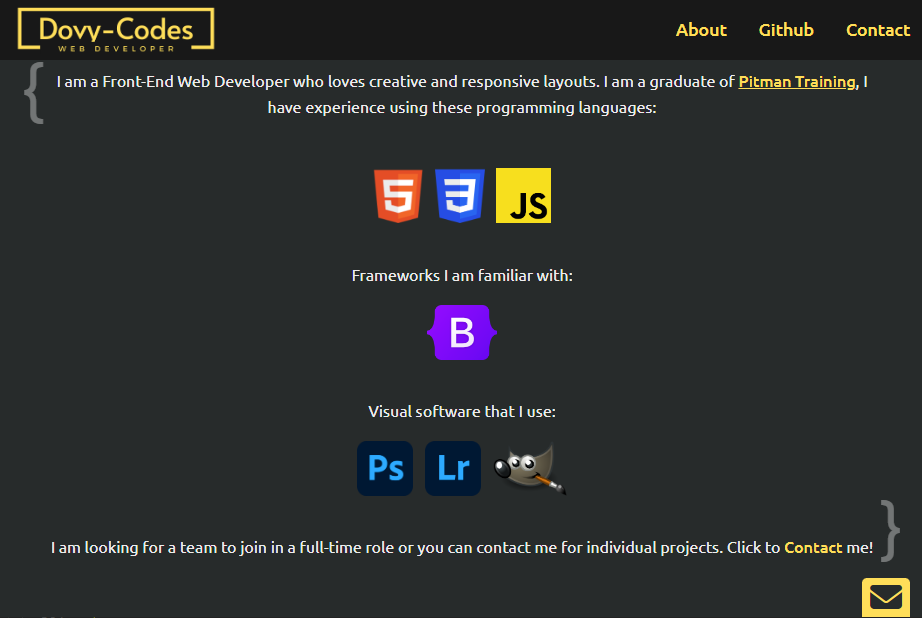 Dovy-Codes
WEB DEVELOPER
About Github Contact
{ I am a Front-End Web Developer who loves creative and responsive layouts. I am a graduate of Pitman Training, I
have experience using these programming languages:
5 3 JS
Frameworks I am familiar with:
B
Visual software that I use:
Ps Lr
I am looking for a team to join in a full-time role or you can contact me for individual projects. Click to Contact me! }